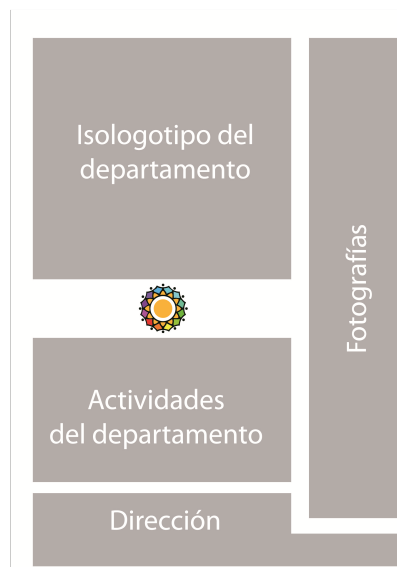 Isologotipo del
departamento
Fotografías
Actividades
del departamento
Dirección